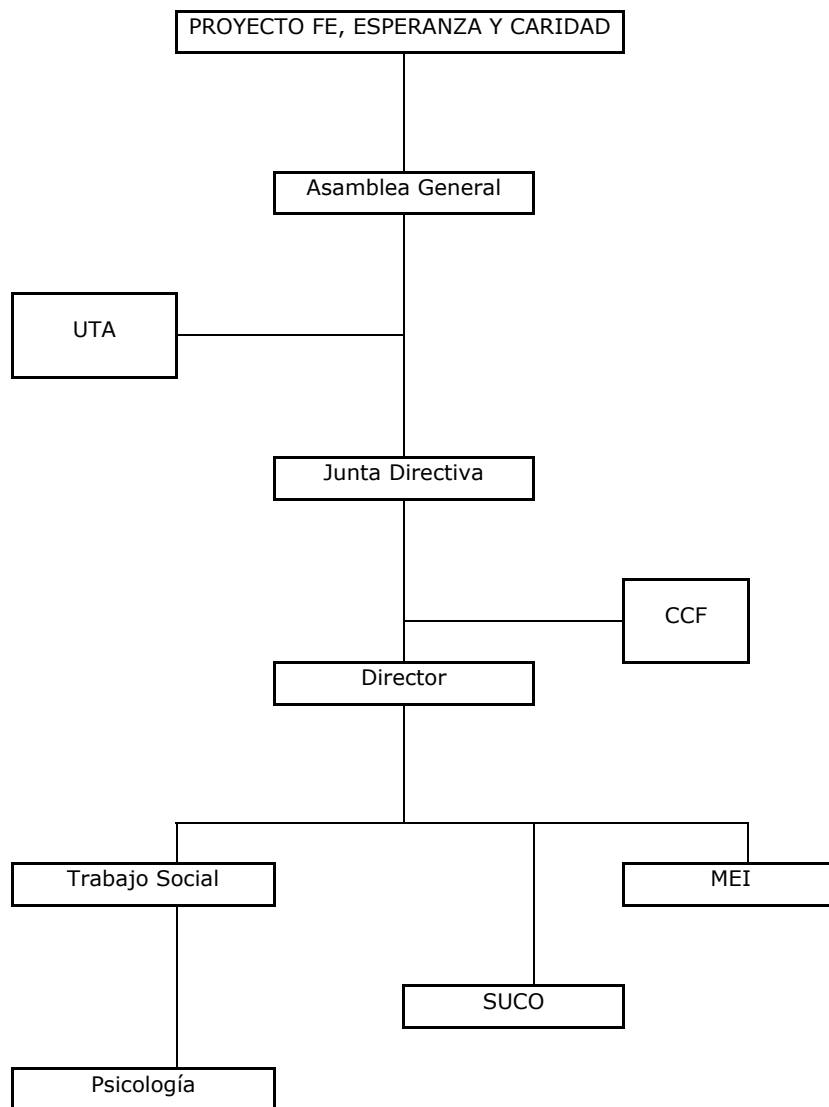 PROYECTO FE, ESPERANZA Y CARIDAD
Asamblea General
UTA
Junta Directiva
CCF
Director
Trabajo Social
MEI
SUCO
Psicología